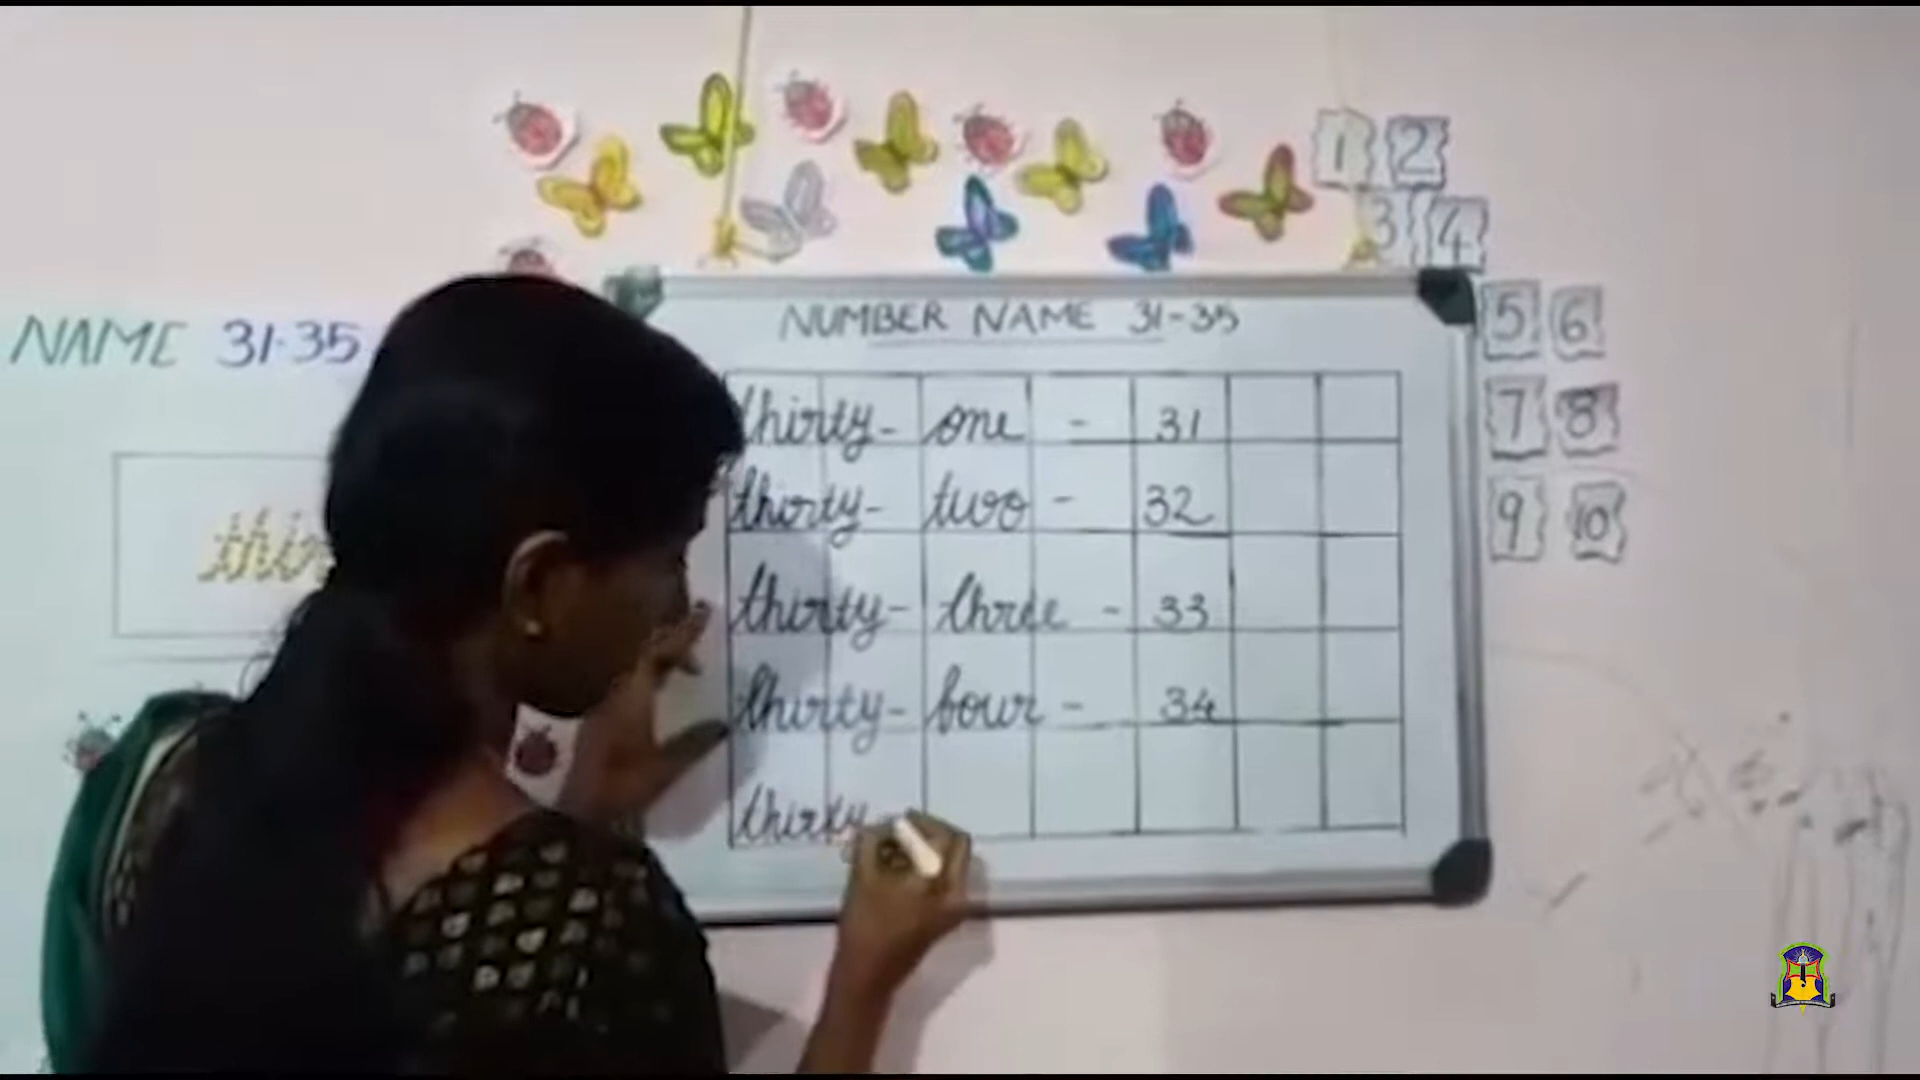 NAME 31-35
thir
NUMBER NAME 31-35
thirty- one - 31
thirty- two - 32
thirty- three - 33
thirty- four - 34
thirty-
1 2
3 4
5 6
7 8
9 10